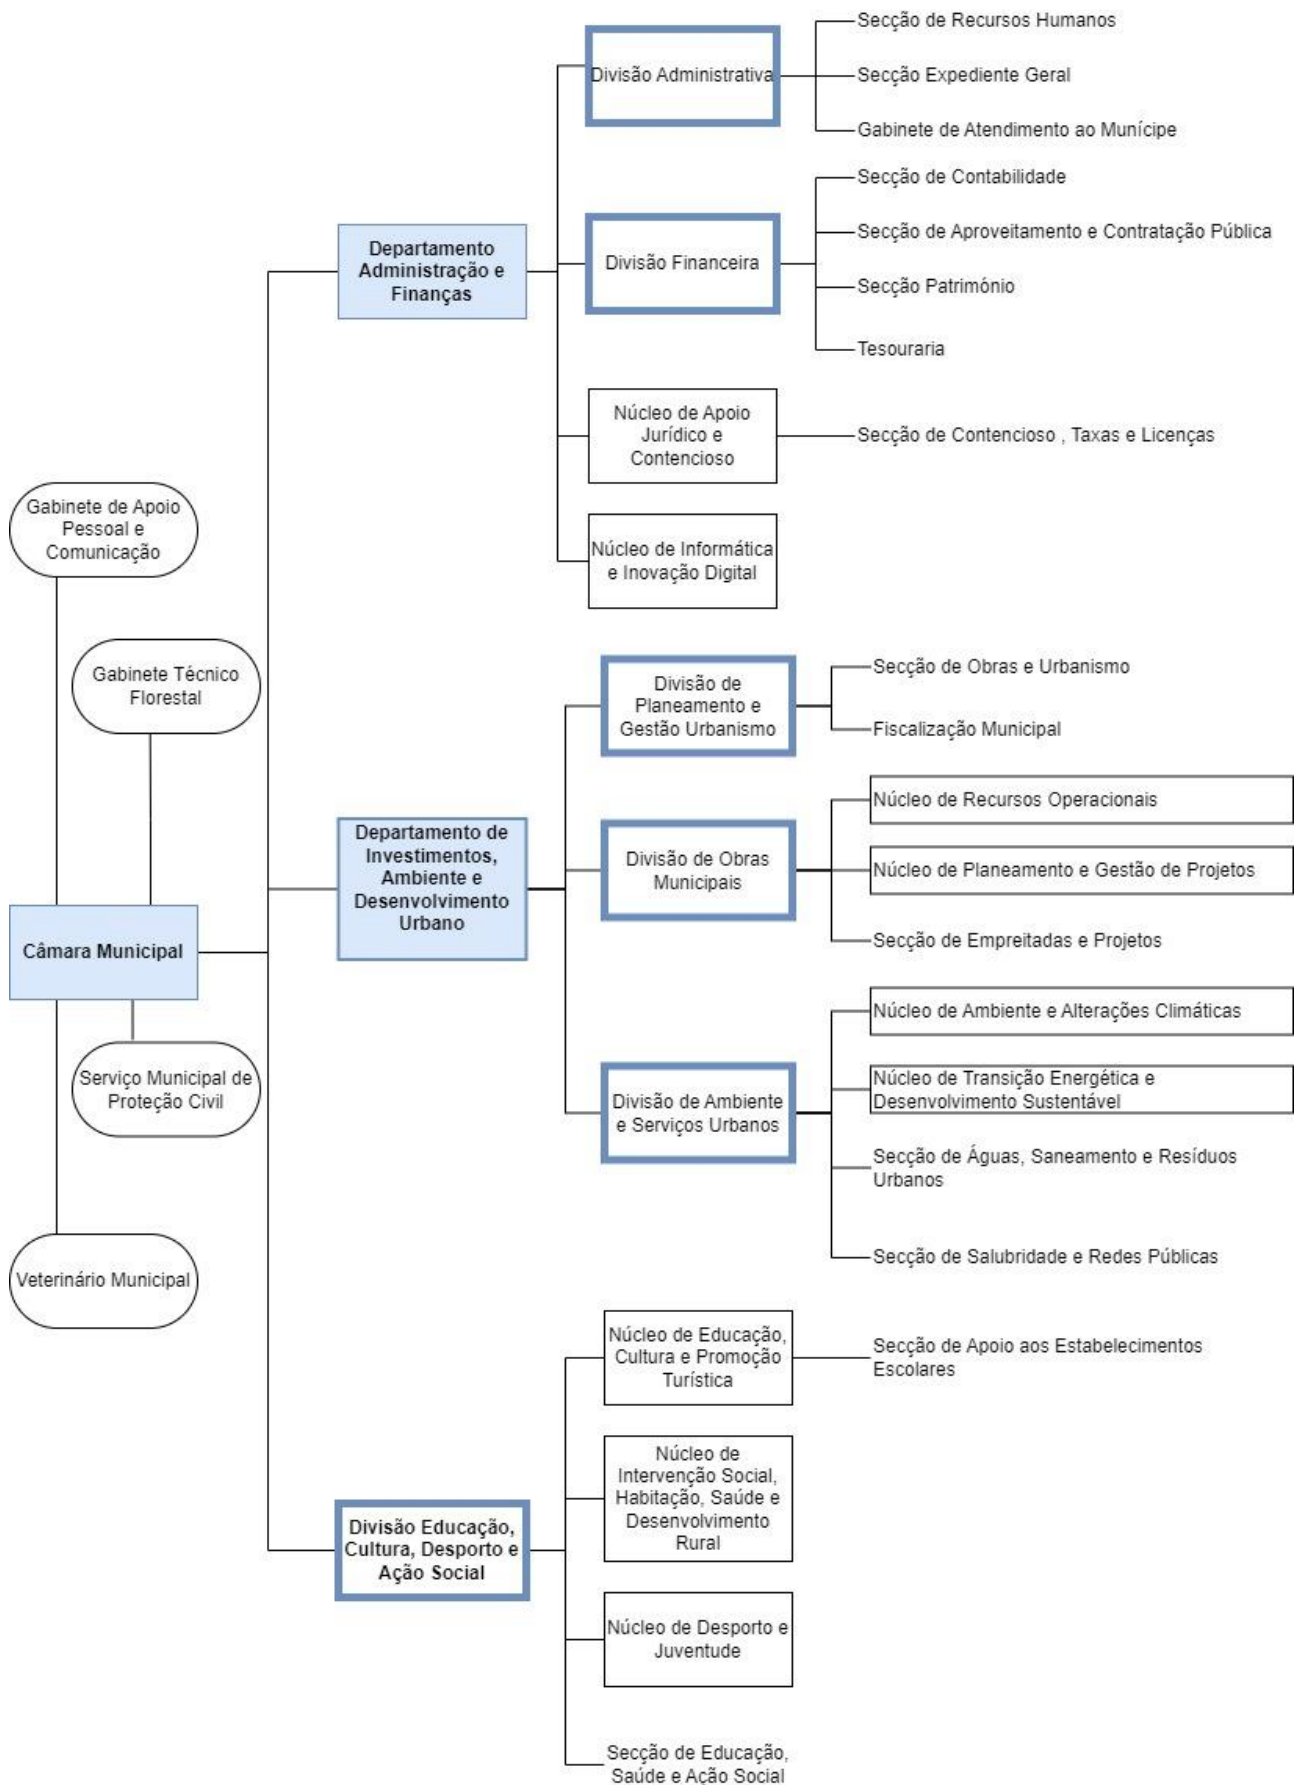 Secção de Recursos Humanos
Divisão Administrativa
Secção Expediente Geral
Gabinete de Atendimento ao Munícipe
Secção de Contabilidade
Departamento
Administração e
Finanças
Divisão Financeira
Secção de Aproveitamento e Contratação Pública
Secção Património
Tesouraria
Núcleo de Apoio
Jurídico e
Contencioso
Secção de Contencioso , Taxas e Licenças
Gabinete de Apoio
Pessoal e
Comunicação
Núcleo de Informática
e Inovação Digital
Gabinete Técnico
Florestal
Divisão de
Planeamento e
Gestão Urbanismo
Secção de Obras e Urbanismo
Fiscalização Municipal
Departamento de
Investimentos,
Ambiente e
Desenvolvimento
Urbano
Divisão de Obras
Municipais
Núcleo de Recursos Operacionais
Núcleo de Planeamento e Gestão de Projetos
Secção de Empreitadas e Projetos
Câmara Municipal
Serviço Municipal de
Proteção Civil
Divisão de Ambiente
e Serviços Urbanos
Núcleo de Ambiente e Alterações Climáticas
Núcleo de Transição Energética e
Desenvolvimento Sustentável
Secção de Águas, Saneamento e Resíduos
Urbanos
Secção de Salubridade e Redes Públicas
Veterinário Municipal
Núcleo de Educação,
Cultura e Promoção
Turística
Secção de Apoio aos Estabelecimentos
Escolares
Núcleo de
Intervenção Social,
Habitação, Saúde e
Desenvolvimento
Rural
Divisão Educação,
Cultura, Desporto e
Ação Social
Núcleo de Desporto e
Juventude
Secção de Educação,
Saúde e Ação Social